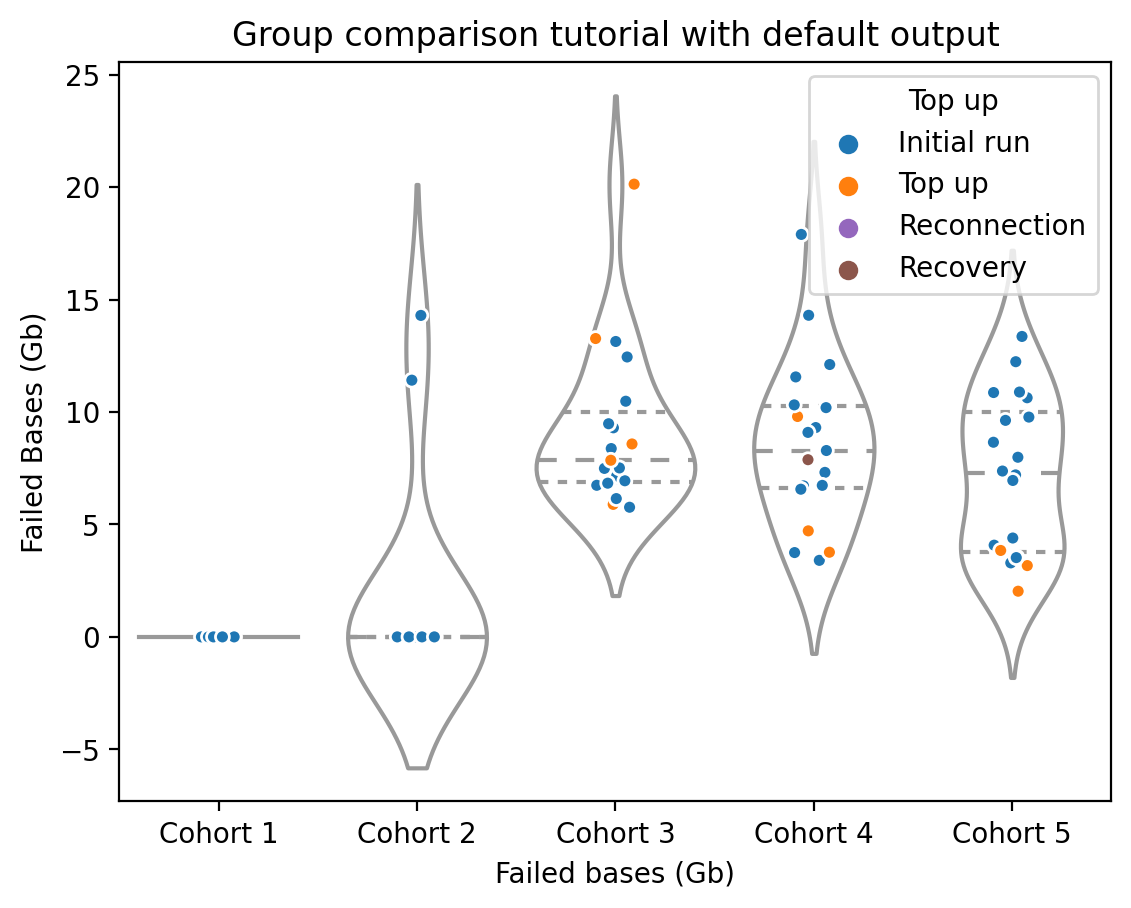 Group comparison tutorial with default output
25
20
15
10
5
0
−5
Failed Bases (Gb)
Top up
Initial run
Top up
Reconnection
Recovery
Cohort 1
Cohort 2
Cohort 3
Cohort 4
Cohort 5
Failed bases (Gb)